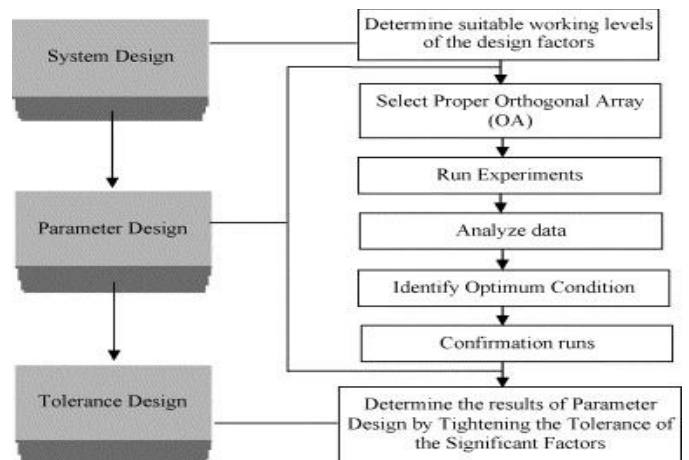 System Design
Parameter Design
Tolerance Design
Determine suitable working levels
of the design factors
Select Proper Orthogonal Array
(OA)
Run Experiments
Analyze data
Identify Optimum Condition
Confirmation runs
Determine the results of Parameter
Design by Tightening the Tolerance of
the Significant Factors